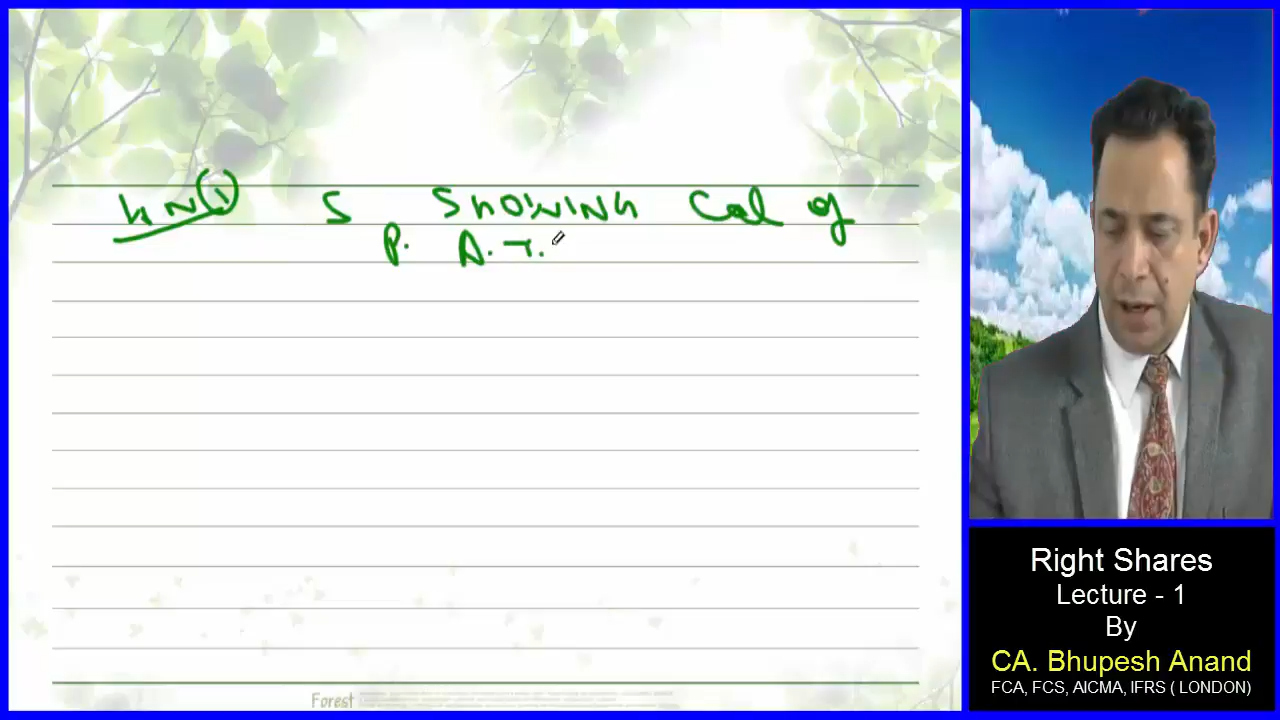 WN(1) S SHOWING Cal of
P. A. T.
Forest
Right Shares
Lecture - 1
By
CA. Bhupesh Anand
FCA, FCS, AICMA, IFRS ( LONDON)